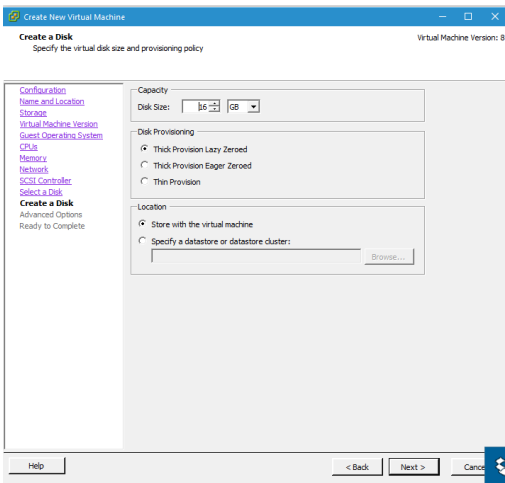 Create New Virtual Machine
Create a Disk
Specify the virtual disk size and provisioning policy
Virtual Machine Version: 8
Configuration
Name and Location
Storage
Virtual Machine Version
Guest Operating System
CPUs
Memory
Network
SCSI Controller
Select a Disk
Create a Disk
Advanced Options
Ready to Complete
Capacity
Disk Size: 16 GB
Disk Provisioning
Thick Provision Lazy Zeroed
Thick Provision Eager Zeroed
Thin Provision
Location
Store with the virtual machine
Specify a datastore or datastore cluster:
Browse...
Help
< Back
Next >
Cance